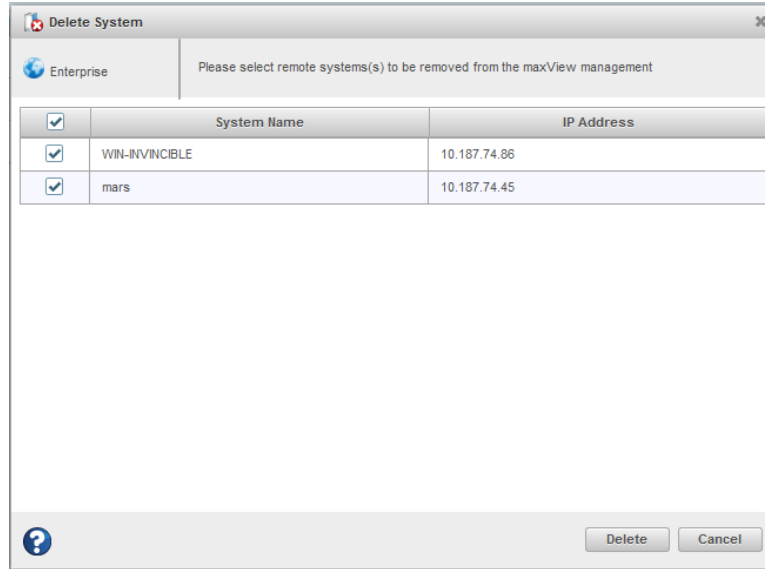 Delete System
Enterprise
Please select remote systems(s) to be removed from the maxView management
System Name IP Address
WIN-INVINCIBLE 10.187.74.86
mars 10.187.74.45
Delete Cancel